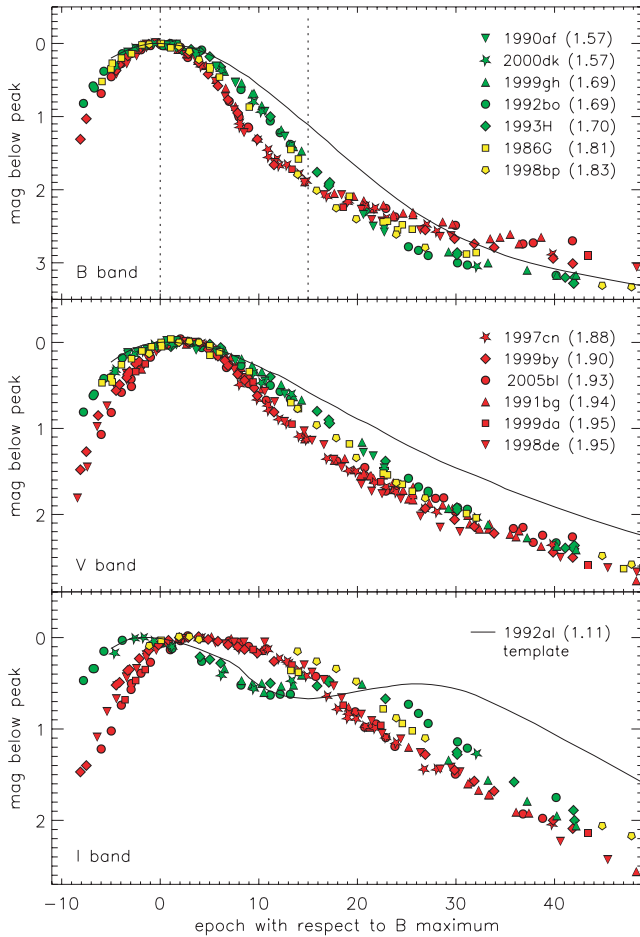 0
1
2
3
mag below peak
B band
1990af (1.57)
2000dk (1.57)
1999gh (1.69)
1992bo (1.69)
1993H (1.70)
1986G (1.81)
1998bp (1.83)
0
1
2
mag below peak
V band
1997cn (1.88)
1999by (1.90)
2005bl (1.93)
1991bg (1.94)
1999da (1.95)
1998de (1.95)
0
1
2
mag below peak
I band
1992al (1.11)
template
−10 0 10 20 30 40
epoch with respect to B maximum